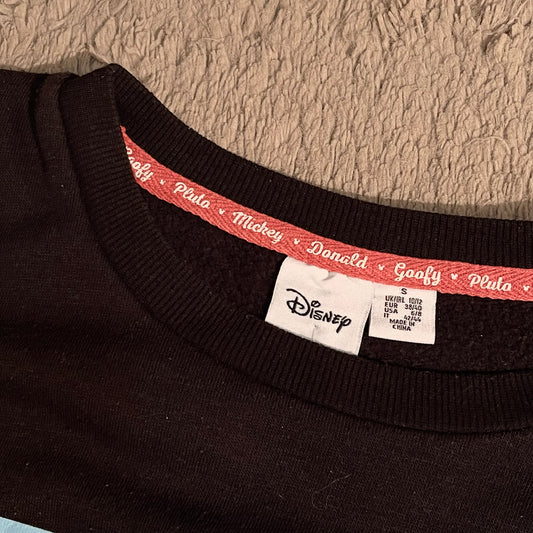 Goofy Pluto Mickey Donald Goofy Pluto
Disney
S
UK/IRL 10/12
EUR 38/40
USA 6/8
IT 42/44
MADE IN
CHINA